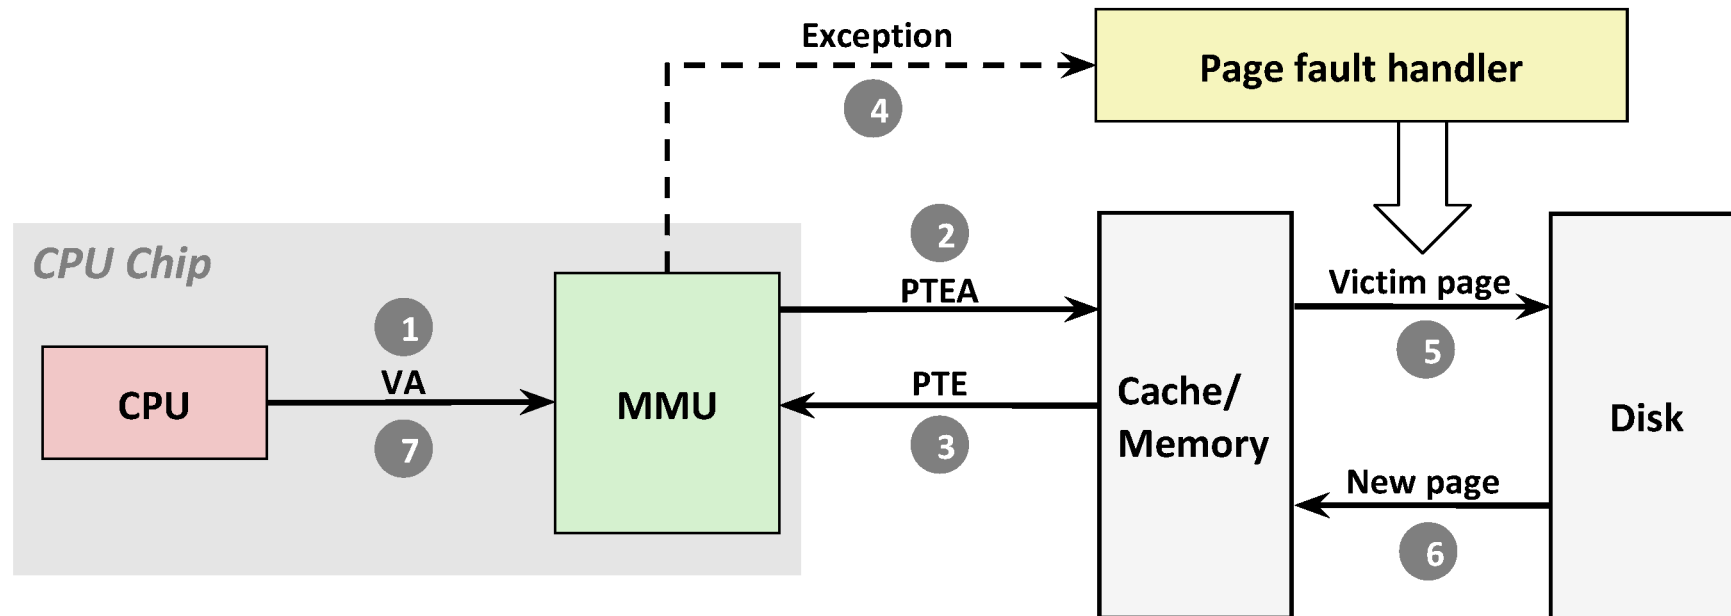 Exception
Page fault handler
4
CPU Chip
2
PTEA
Victim page
1
5
VA
CPU
MMU
PTE
Cache/
Memory
Disk
7
3
New page
6